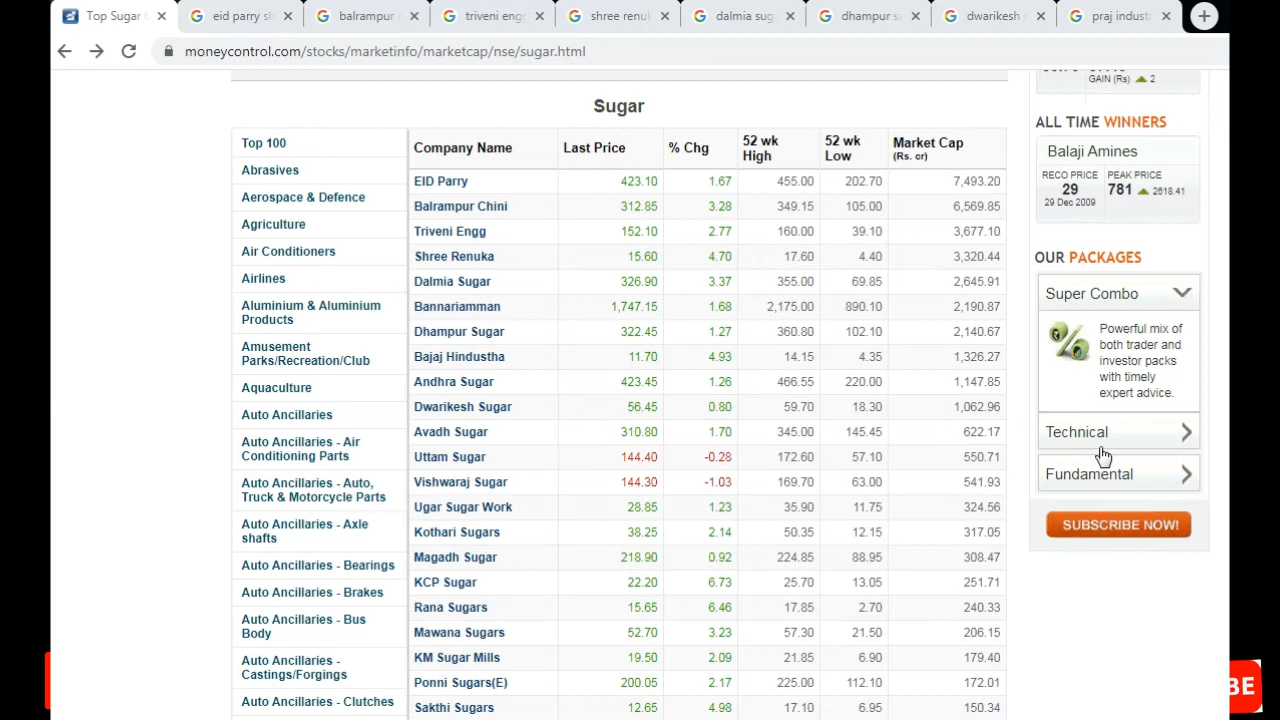 Top Sugar C
eid parry sh
balrampur c
triveni engg
shree renuk
dalmia sug
dhampur su
dwarikesh s
praj industr
moneycontrol.com/stocks/marketinfo/marketcap/nse/sugar.html
Sugar
Top 100
Abrasives
Aerospace & Defence
Agriculture
Air Conditioners
Airlines
Aluminium & Aluminium
Products
Amusement
Parks/Recreation/Club
Aquaculture
Auto Ancillaries
Auto Ancillaries - Air
Conditioning Parts
Auto Ancillaries - Auto,
Truck & Motorcycle Parts
Auto Ancillaries - Axle
shafts
Auto Ancillaries - Bearings
Auto Ancillaries - Brakes
Auto Ancillaries - Bus
Body
Auto Ancillaries -
Castings/Forgings
Auto Ancillaries - Clutches
Company Name Last Price % Chg 52 wk High 52 wk Low Market Cap (Rs. cr)
EID Parry 423.10 1.67 455.00 202.70 7,493.20
Balrampur Chini 312.85 3.28 349.15 105.00 6,569.85
Triveni Engg 152.10 2.77 160.00 39.10 3,677.10
Shree Renuka 15.60 4.70 17.60 4.40 3,320.44
Dalmia Sugar 326.90 3.37 355.00 69.85 2,645.91
Bannariamman 1,747.15 1.68 2,175.00 890.10 2,190.87
Dhampur Sugar 322.45 1.27 360.80 102.10 2,140.67
Bajaj Hindustha 11.70 4.93 14.15 4.35 1,326.27
Andhra Sugar 423.45 1.26 466.55 220.00 1,147.85
Dwarikesh Sugar 56.45 0.80 59.70 18.30 1,062.96
Avadh Sugar 310.80 1.70 345.00 145.45 622.17
Uttam Sugar 144.40 -0.28 172.60 57.10 550.71
Vishwaraj Sugar 144.30 -1.03 169.70 63.00 541.93
Ugar Sugar Work 28.85 1.23 35.90 11.75 324.56
Kothari Sugars 38.25 2.14 50.35 12.15 317.05
Magadh Sugar 218.90 0.92 224.85 88.95 308.47
KCP Sugar 22.20 6.73 25.70 13.05 251.71
Rana Sugars 15.65 6.46 17.85 2.70 240.33
Mawana Sugars 52.70 3.23 57.30 21.50 206.15
KM Sugar Mills 19.50 2.09 21.85 6.90 179.40
Ponni Sugars(E) 200.05 2.17 225.00 112.10 172.01
Sakthi Sugars 12.65 4.98 17.10 6.95 150.34
GAIN (Rs) 2
ALL TIME WINNERS
Balaji Amines
RECO PRICE PEAK PRICE
29 781 2618.41
29 Dec 2009
OUR PACKAGES
Super Combo
Powerful mix of
both trader and
investor packs
with timely
expert advice.
Technical
Fundamental
SUBSCRIBE NOW!
BE